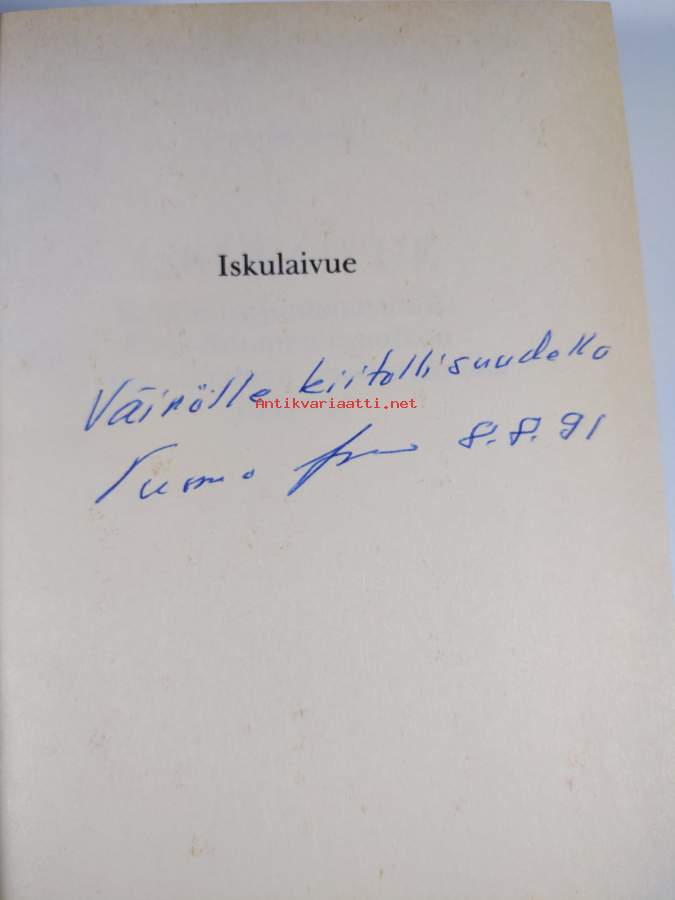 Iskulaivue
Väinölle kiitollisuudella
Antikvariaatti.net
Tuomo 8.8.91